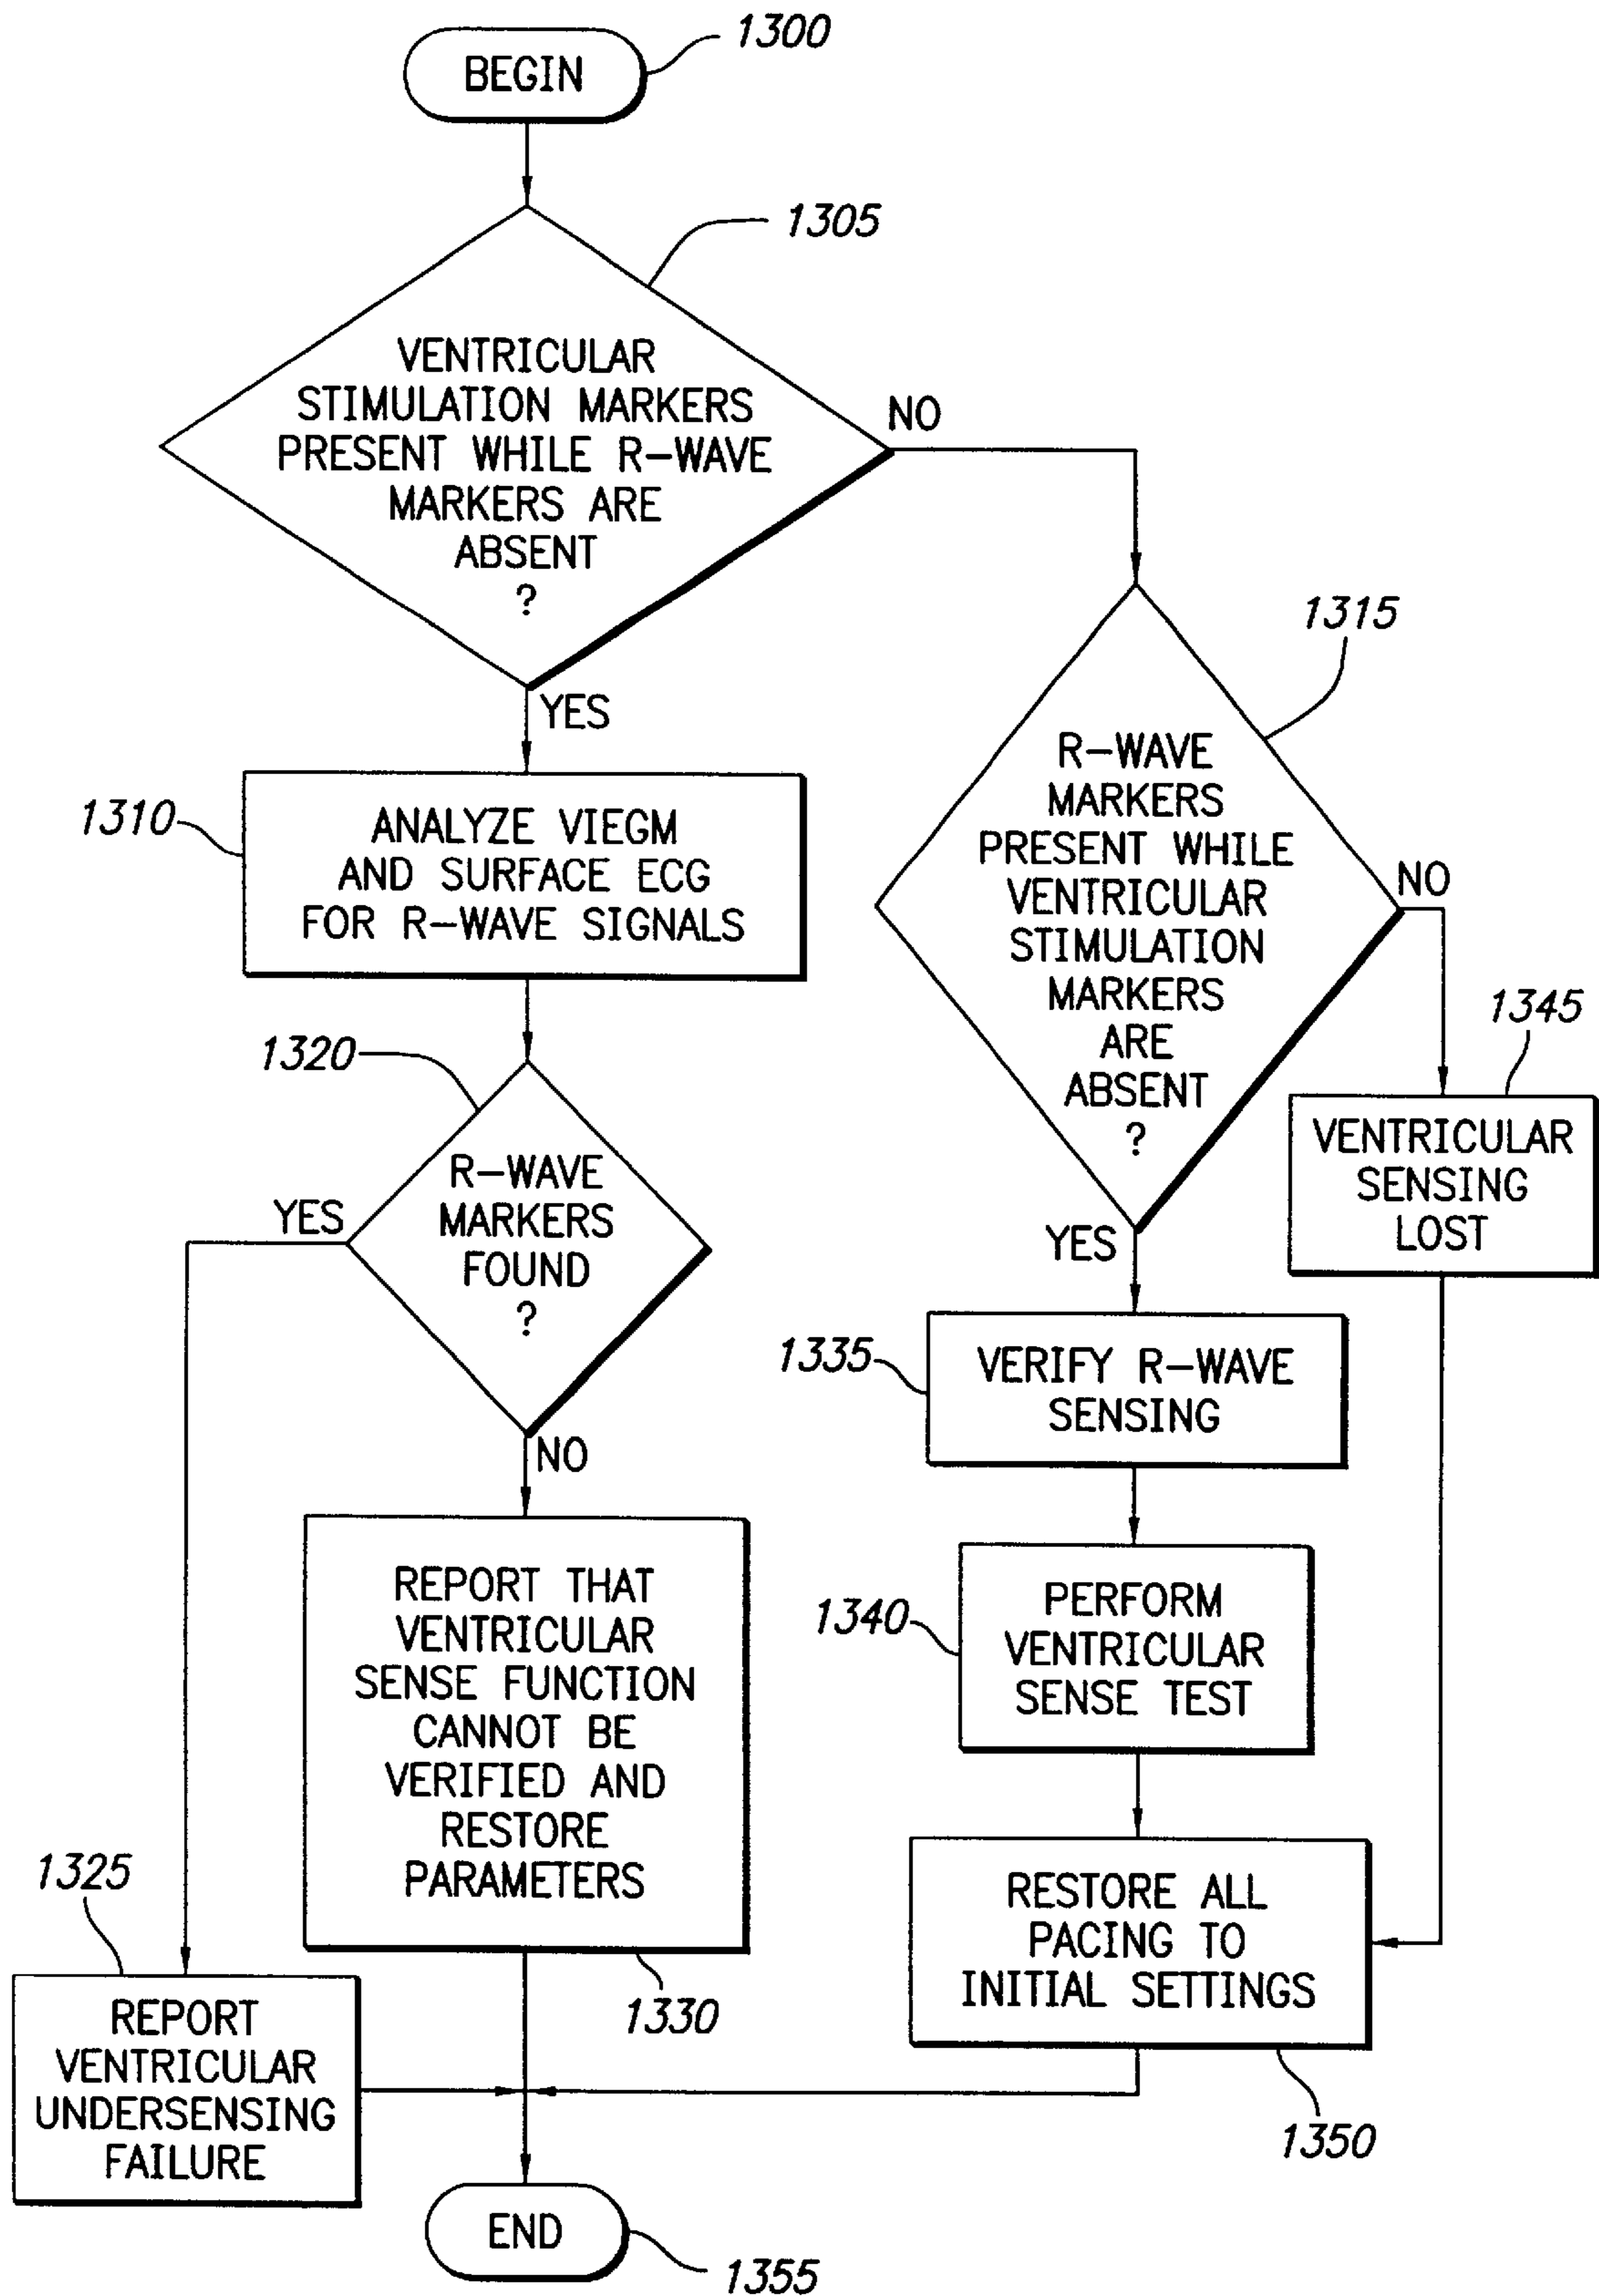 1300
BEGIN
1305
VENTRICULAR
STIMULATION MARKERS
PRESENT WHILE R-WAVE
MARKERS ARE
ABSENT
?
NO
YES
1310
ANALYZE VIEGM
AND SURFACE ECG
FOR R-WAVE SIGNALS
1315
R-WAVE
MARKERS
PRESENT WHILE
VENTRICULAR
STIMULATION
MARKERS
ARE
ABSENT
?
NO
YES
1320
R-WAVE
MARKERS
FOUND
?
YES
NO
1345
VENTRICULAR
SENSING
LOST
1335
VERIFY R-WAVE
SENSING
1340
PERFORM
VENTRICULAR
SENSE TEST
REPORT THAT
VENTRICULAR
SENSE FUNCTION
CANNOT BE
VERIFIED AND
RESTORE
PARAMETERS
1330
1325
REPORT
VENTRICULAR
UNDERSENSING
FAILURE
RESTORE ALL
PACING TO
INITIAL SETTINGS
1350
END
1355